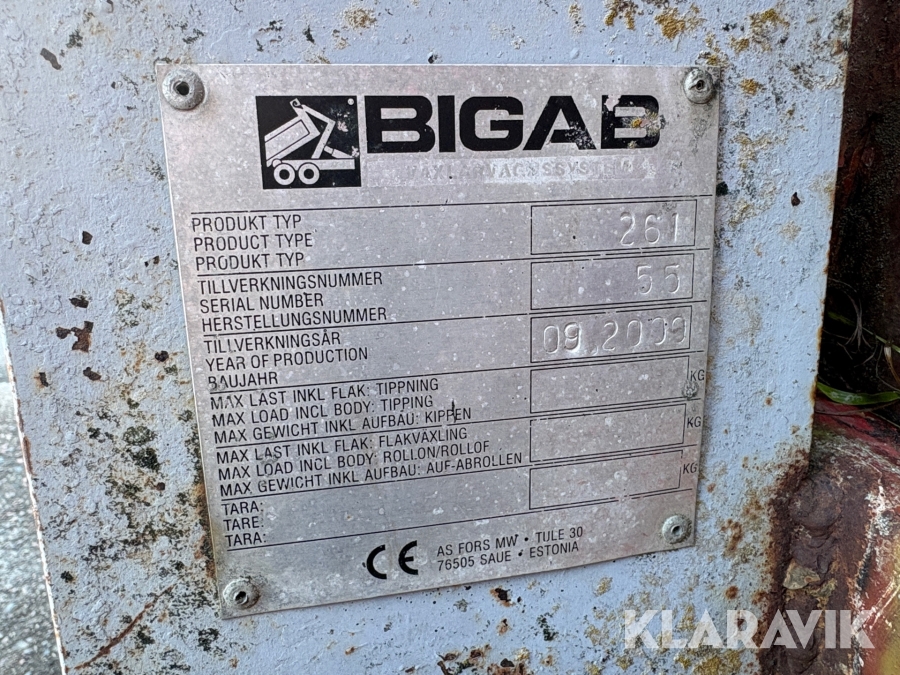 BIGAB
VÄXLARVAGNSSYSTEM
PRODUKT TYP
PRODUCT TYPE
PRODUKT TYP
261
TILLVERKNINGSNUMMER
SERIAL NUMBER
HERSTELLUNGSNUMMER
55
TILLVERKNINGSÅR
YEAR OF PRODUCTION
BAUJAHR
09.2009
MAX LAST INKL FLAK: TIPPNING
MAX LOAD INCL BODY: TIPPING
MAX GEWICHT INKL AUFBAU: KIPPEN
KG
MAX LAST INKL FLAK: FLAKVÄXLING
MAX LOAD INCL BODY: ROLLON/ROLLOF
MAX GEWICHT INKL AUFBAU: AUF-ABROLLEN
KG
TARA:
TARE:
TARA:
KG
CE
AS FORS MW • TULE 30
76505 SAUE • ESTONIA
KLARAVIK